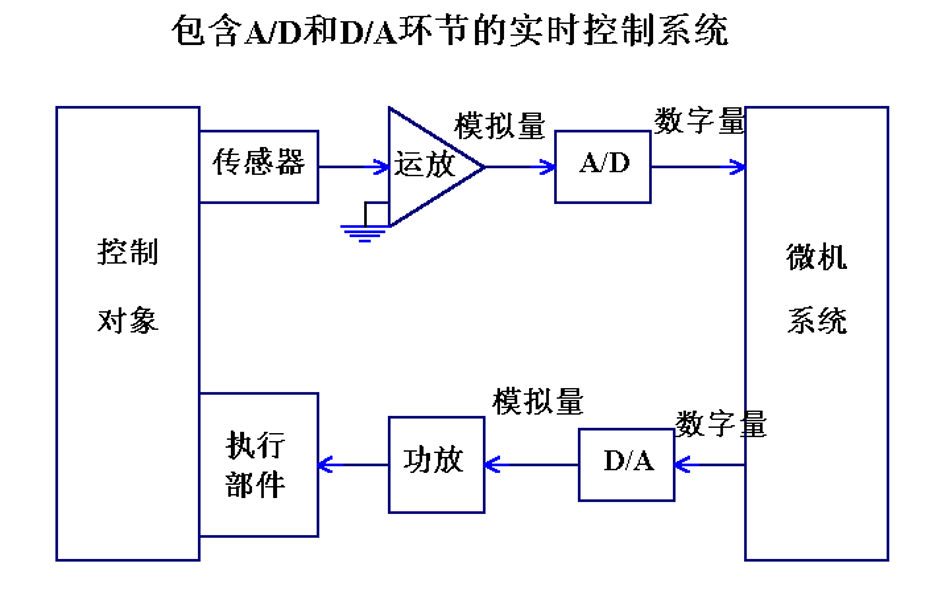 包含A/D和D/A环节的实时控制系统
模拟量
数字量
传感器
运放
A/D
控制
对象
微机
系统
模拟量
数字量
执行
部件
功放
D/A